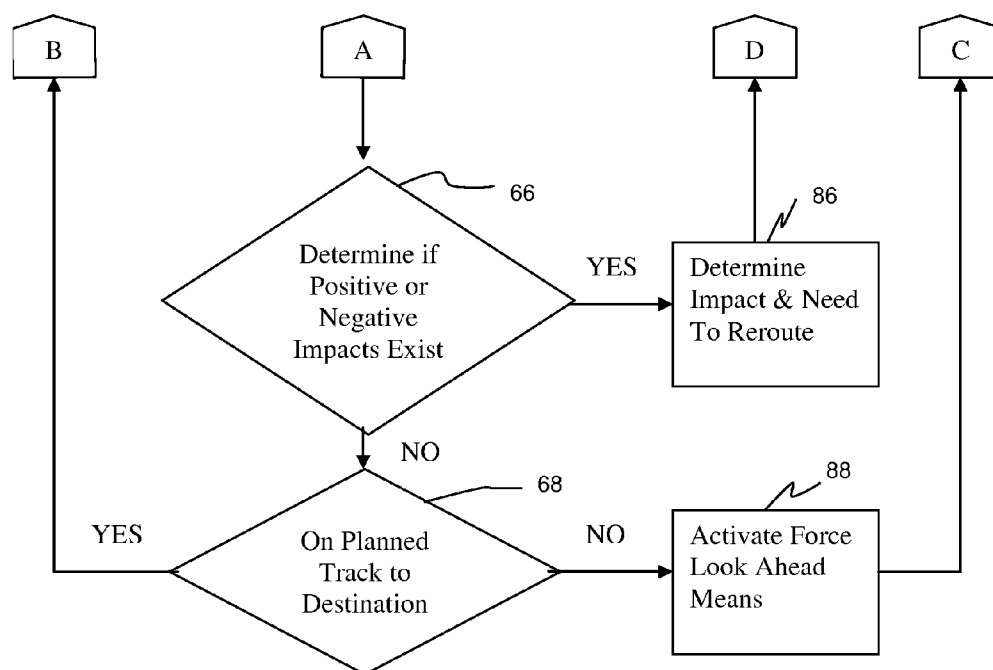 B
A
D
C
66
86
Determine if
Positive or
Negative
Impacts Exist
YES
Determine
Impact & Need
To Reroute
NO
68
88
YES
On Planned
Track to
Destination
NO
Activate Force
Look Ahead
Means